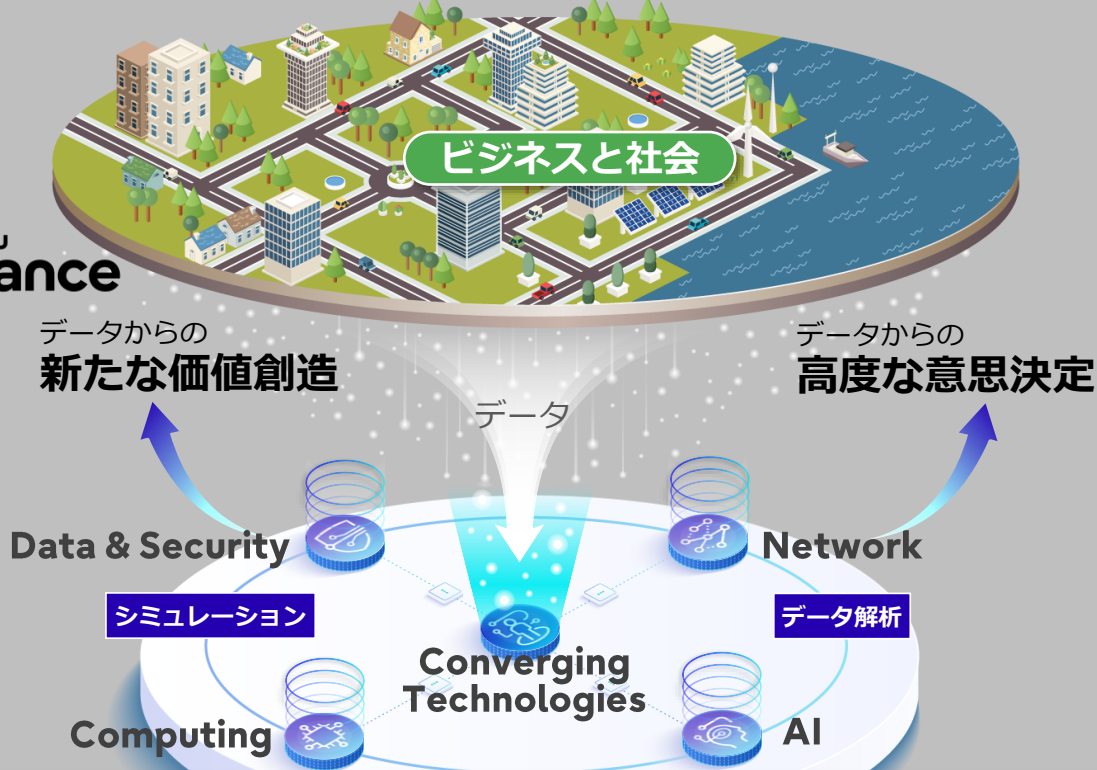 ビジネスと社会
ance
データからの
新たな価値創造
データからの
高度な意思決定
データ
Data & Security
Network
シミュレーション
データ解析
Converging
Technologies
Computing
AI